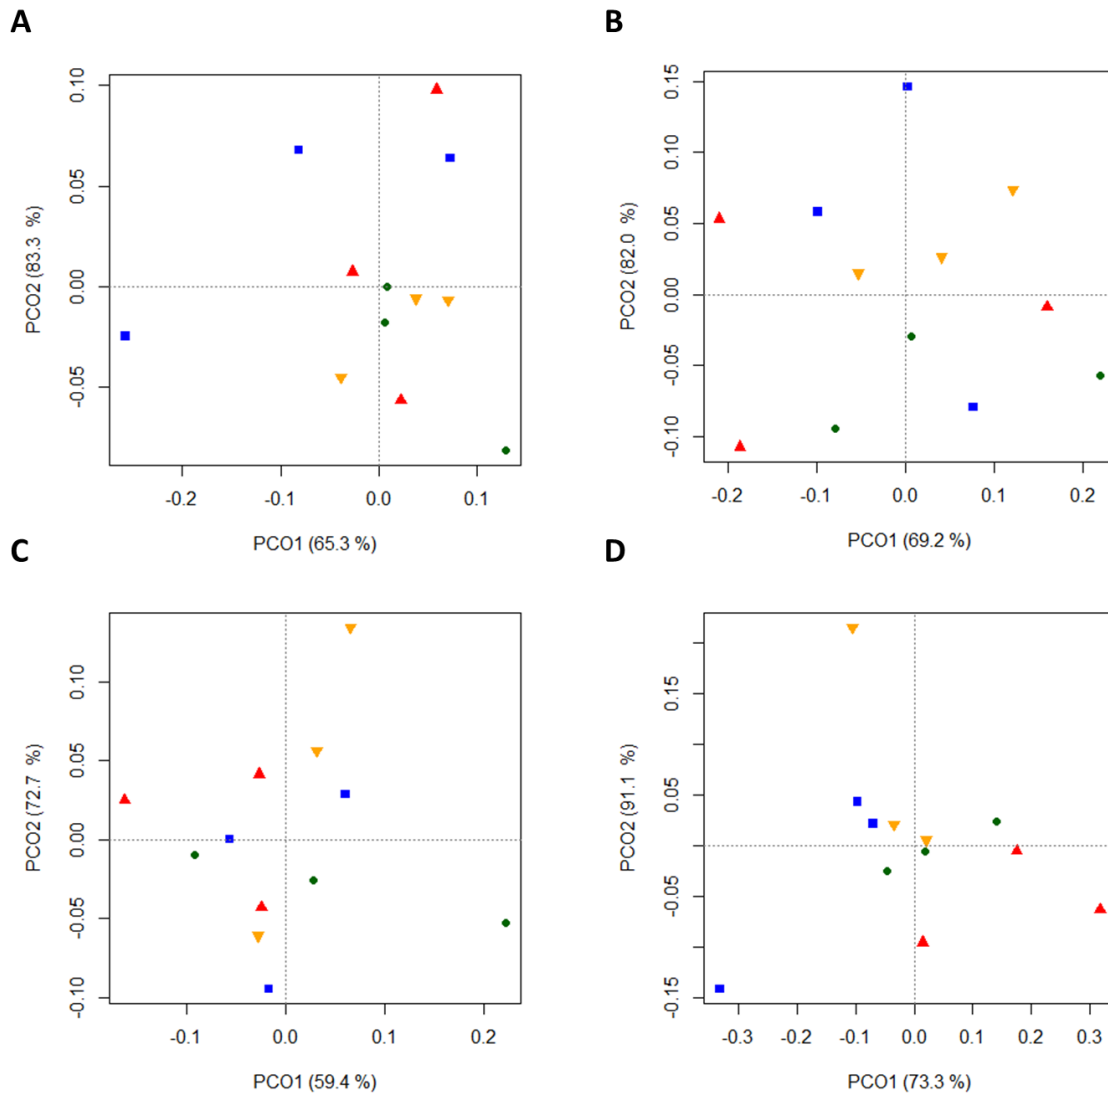 A
PCO2 (83.3 %)
0.10
0.05
0.00
-0.05
-0.2 -0.1 0.0 0.1
PCO1 (65.3 %)
B
PCO2 (82.0 %)
0.15
0.10
0.05
0.00
-0.05
-0.10
-0.2 -0.1 0.0 0.1 0.2
PCO1 (69.2 %)
C
PCO2 (72.7 %)
0.10
0.05
0.00
-0.05
-0.10
-0.1 0.0 0.1 0.2
PCO1 (59.4 %)
D
PCO2 (91.1 %)
0.15
0.05
-0.05
-0.15
-0.3 -0.2 -0.1 0.0 0.1 0.2 0.3
PCO1 (73.3 %)